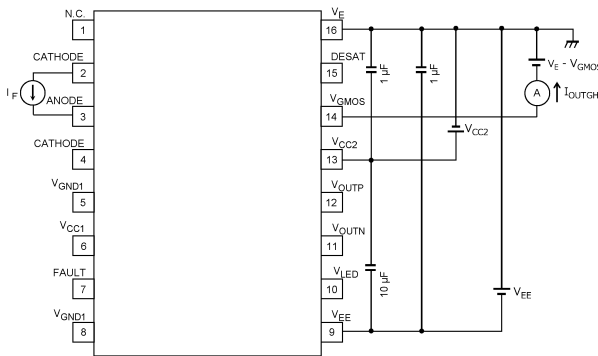 N.C.
1
CATHODE
2
I F
ANODE
3
CATHODE
4
VGND1
5
VCC1
6
FAULT
7
VGND1
8
VE
16
DESAT
15
VGMOS
14
VCC2
13
VOUTP
12
VOUTN
11
VLED
10
VEE
9
1 µF
1 µF
10 µF
VCC2
VEE
VE - VGMOS
A
IOUTGH